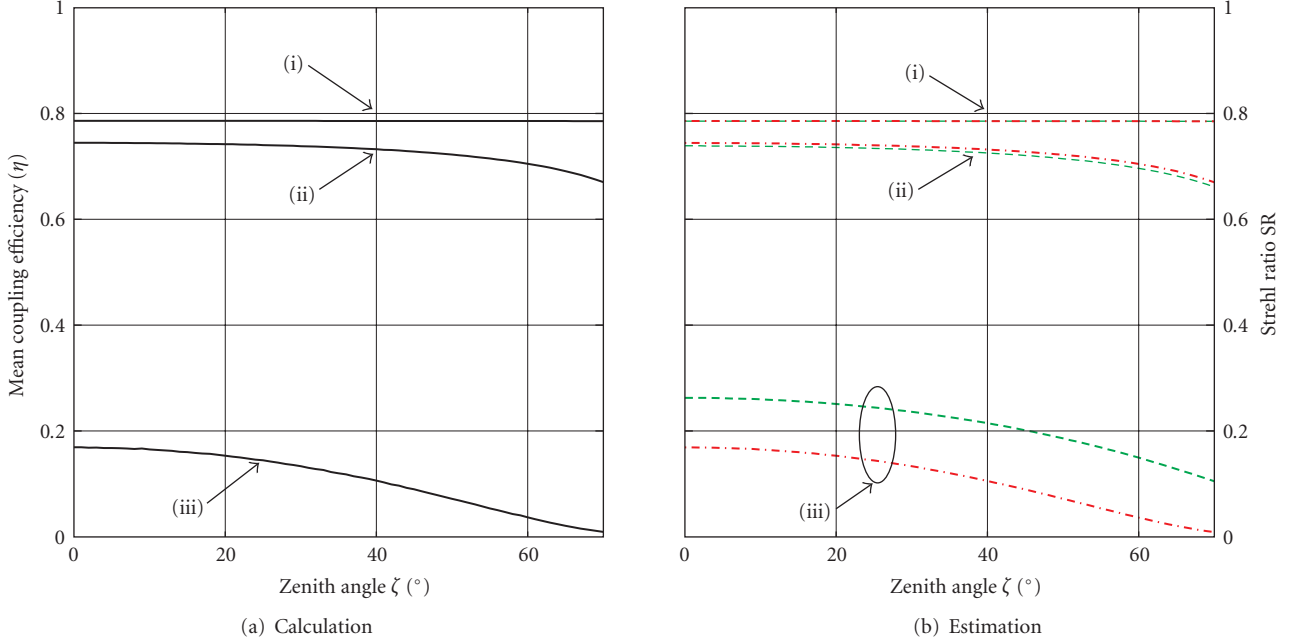 Mean coupling efficiency ⟨η⟩
1
0.8
0.6
0.4
0.2
0
0
20
40
60
(i)
(ii)
(iii)
Zenith angle ζ (°)
(a) Calculation
(i)
(ii)
(iii)
0
20
40
60
1
0.8
0.6
0.4
0.2
0
Strehl ratio SR
Zenith angle ζ (°)
(b) Estimation